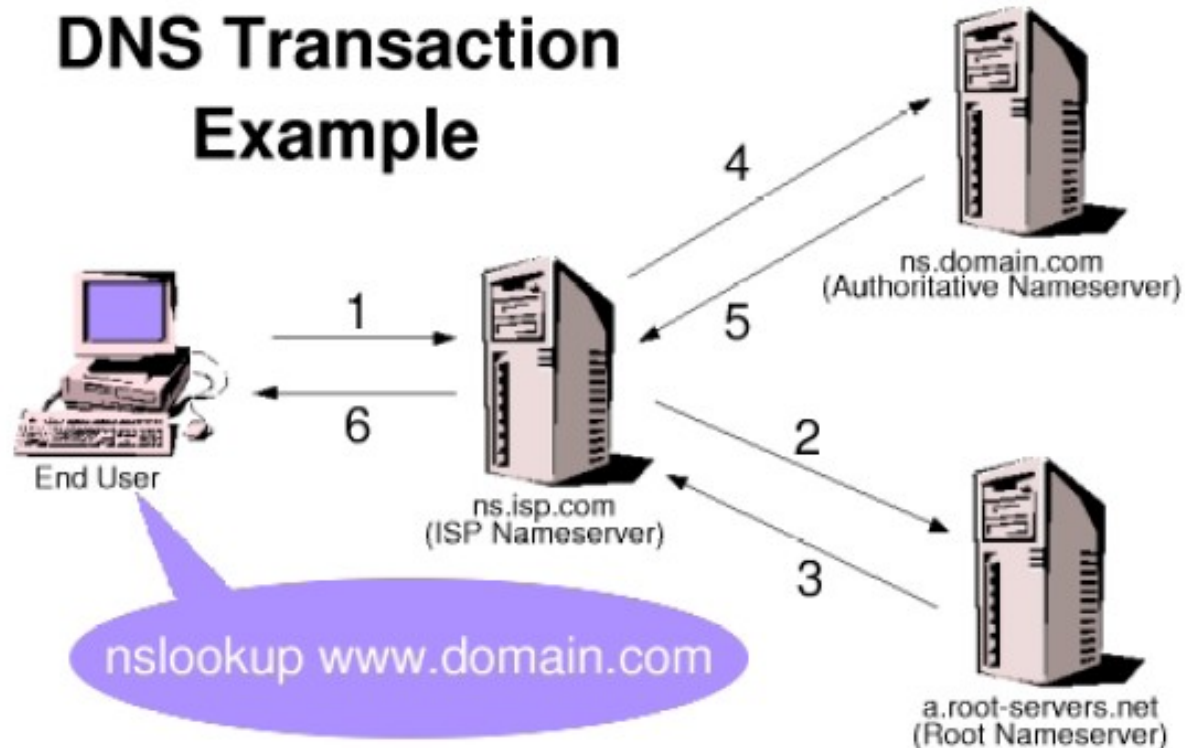 DNS Transaction
Example
4
ns.domain.com
(Authoritative Nameserver)
5
1
6
End User
ns.isp.com
(ISP Nameserver)
2
3
nslookup www.domain.com
a.root-servers.net
(Root Nameserver)